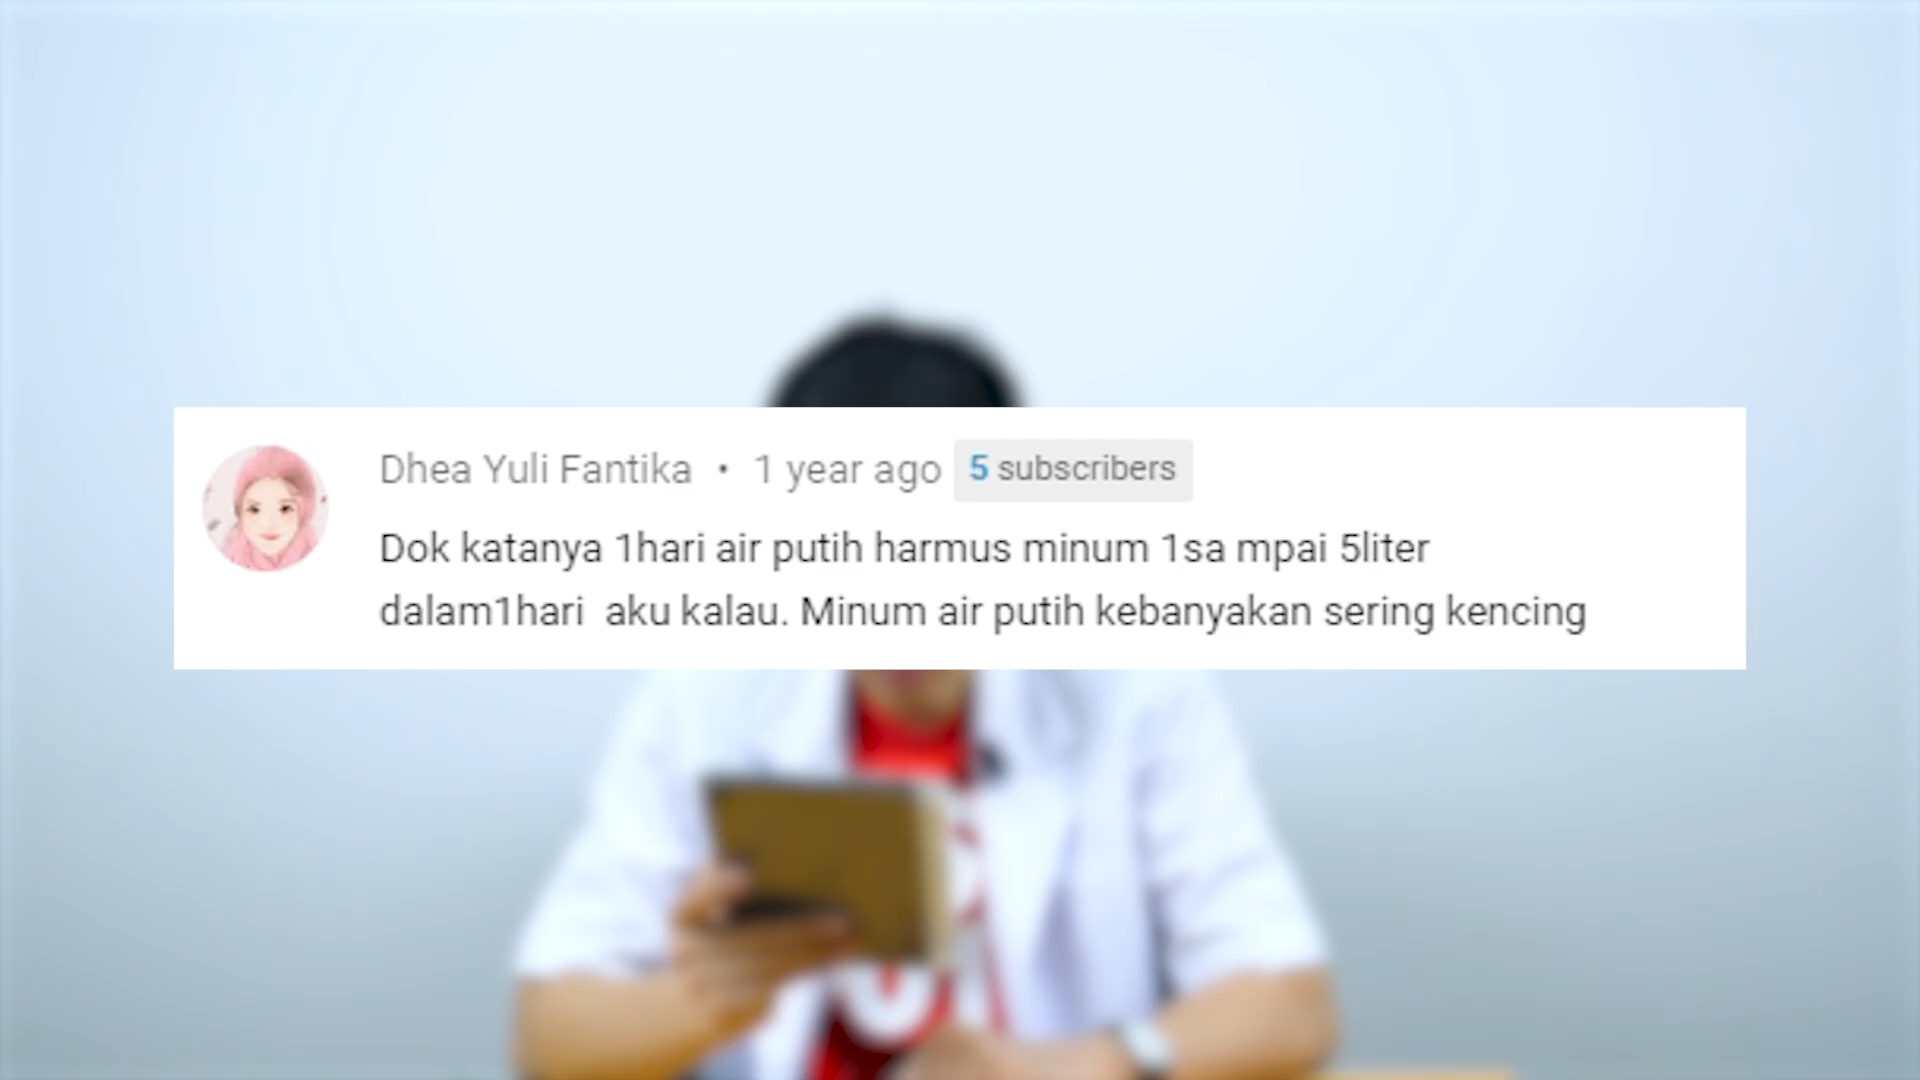 Dhea Yuli Fantika • 1 year ago 5 subscribers
Dok katanya 1hari air putih harmus minum 1sa mpai 5liter
dalam1hari  aku kalau. Minum air putih kebanyakan sering kencing